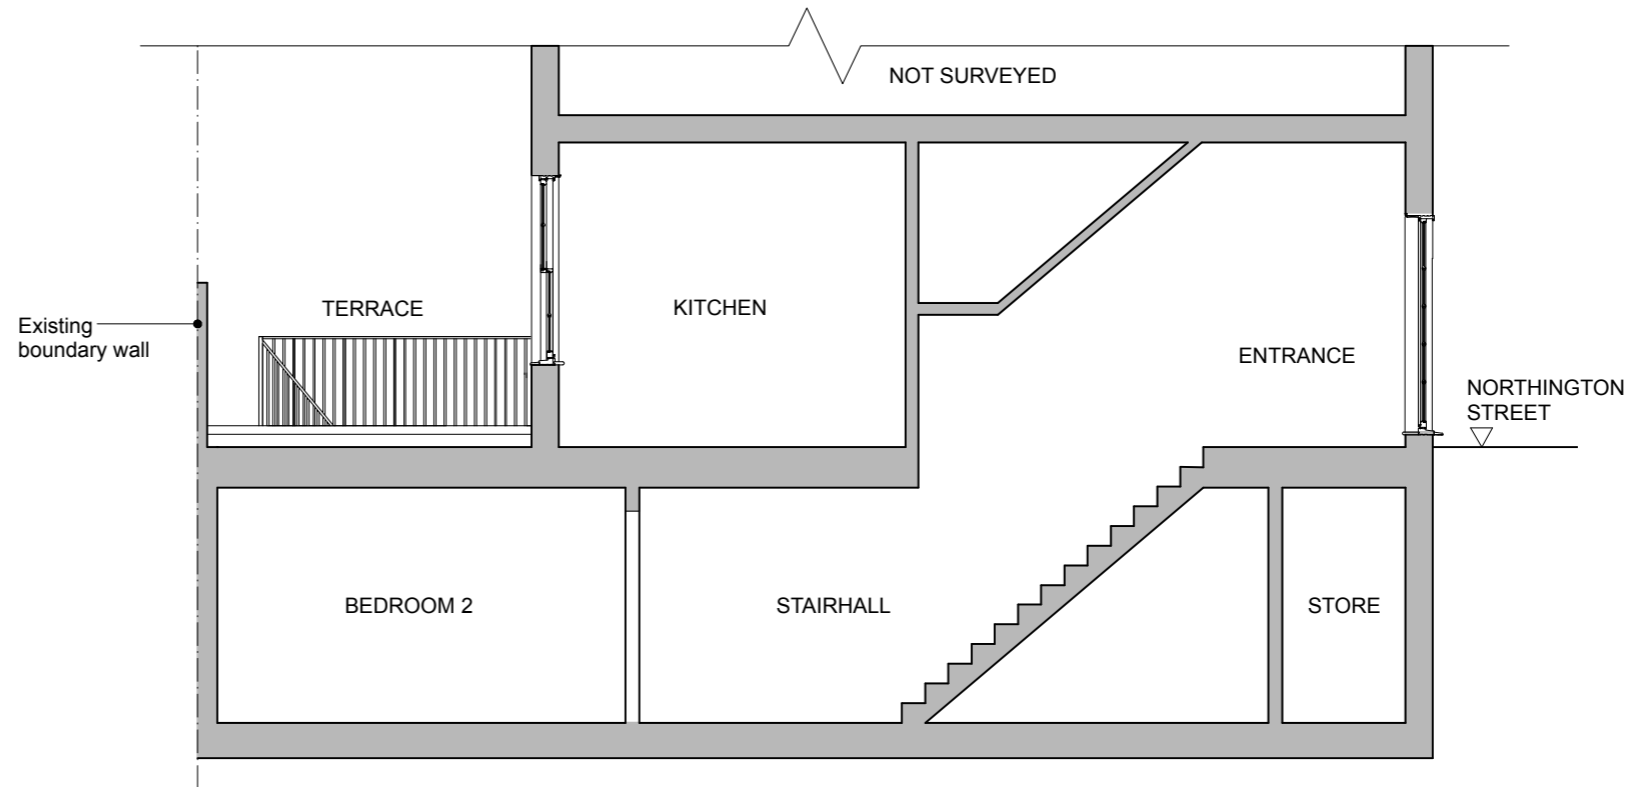 NOT SURVEYED
TERRACE
KITCHEN
Existing
boundary wall
ENTRANCE
NORTHINGTON
STREET
BEDROOM 2
STAIRHALL
STORE